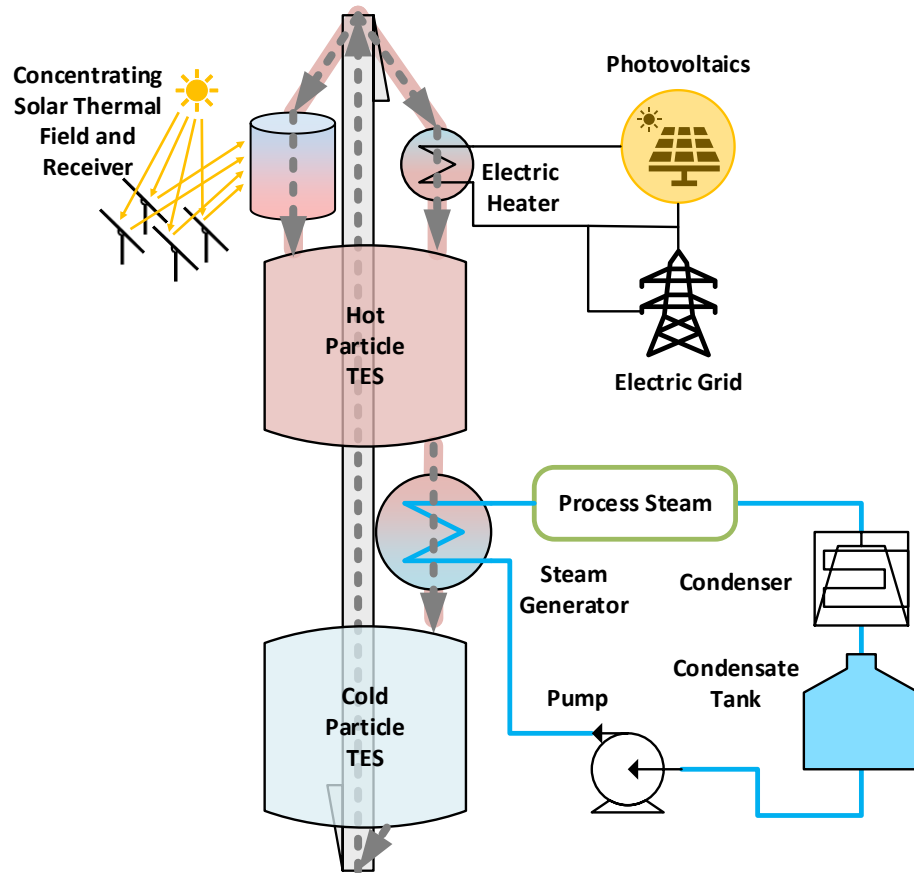 Concentrating
Solar Thermal
Field and
Receiver
Photovoltaics
Electric
Heater
Hot
Particle
TES
Electric Grid
Process Steam
Steam
Generator
Condenser
Cold
Particle
TES
Pump
Condensate
Tank